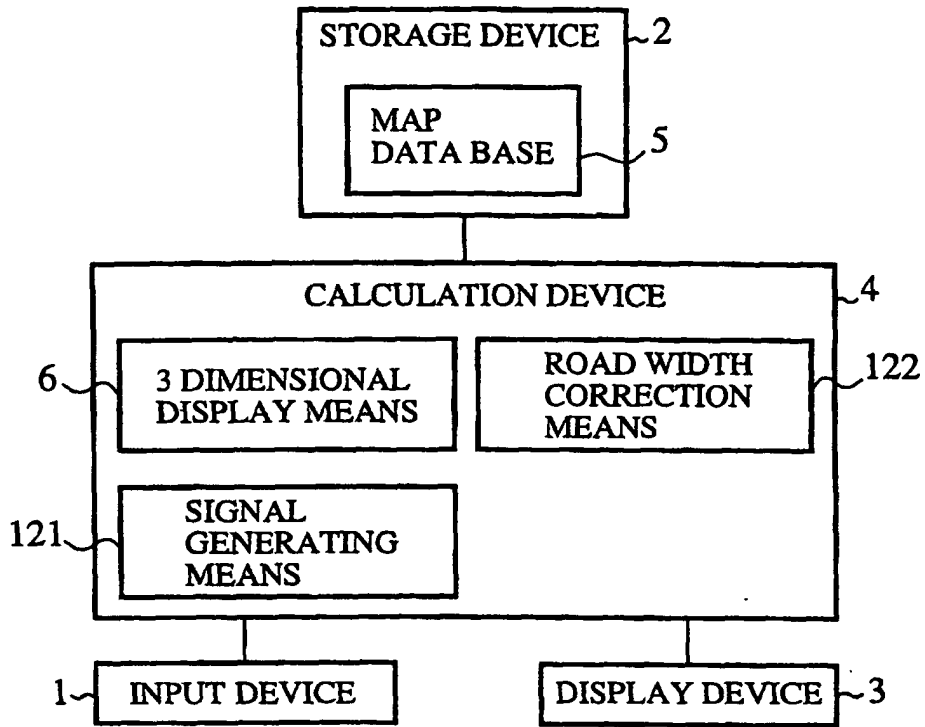 STORAGE DEVICE
2
MAP
DATA BASE
5
CALCULATION DEVICE
4
6
3 DIMENSIONAL
DISPLAY MEANS
ROAD WIDTH
CORRECTION
MEANS
122
121
SIGNAL
GENERATING
MEANS
1
INPUT DEVICE
DISPLAY DEVICE
3